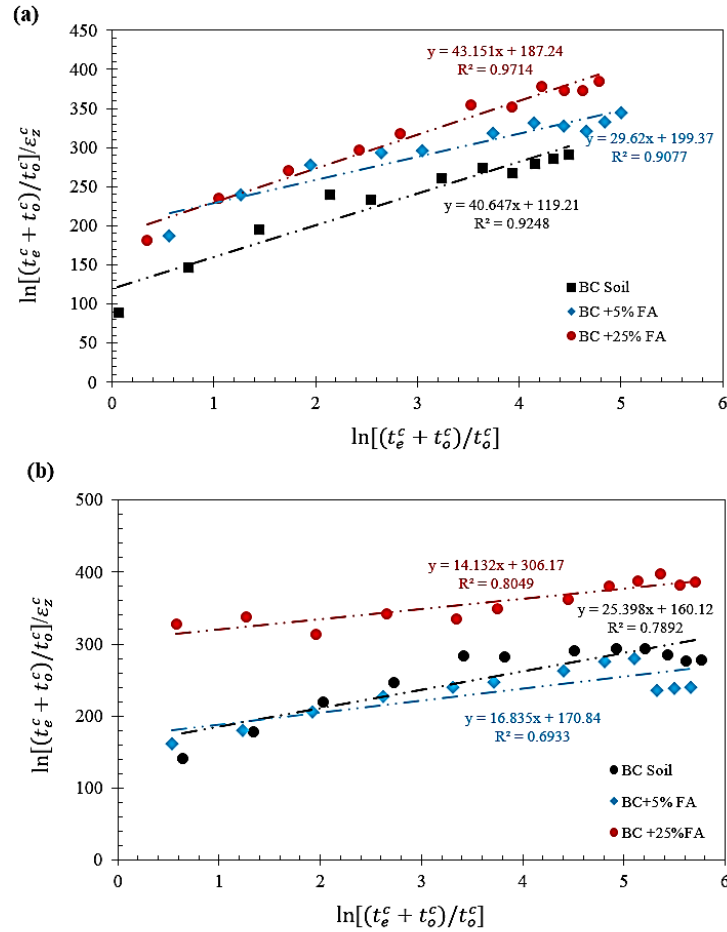 (a)
450
400
350
300
250
200
150
100
50
0
0 1 2 3 4 5 6
ln[(t_e^c + t_o^c)/t_o^c]/ε_z^c
ln[(t_e^c + t_o^c)/t_o^c]
y = 43.151x + 187.24
R² = 0.9714
y = 29.62x + 199.37
R² = 0.9077
y = 40.647x + 119.21
R² = 0.9248
BC Soil
BC +5% FA
BC +25% FA
(b)
500
400
300
200
100
0
0 1 2 3 4 5 6
ln[(t_e^c + t_o^c)/t_o^c]/ε_z^c
ln[(t_e^c + t_o^c)/t_o^c]
y = 14.132x + 306.17
R² = 0.8049
y = 25.398x + 160.12
R² = 0.7892
y = 16.835x + 170.84
R² = 0.6933
BC Soil
BC+5% FA
BC +25%FA